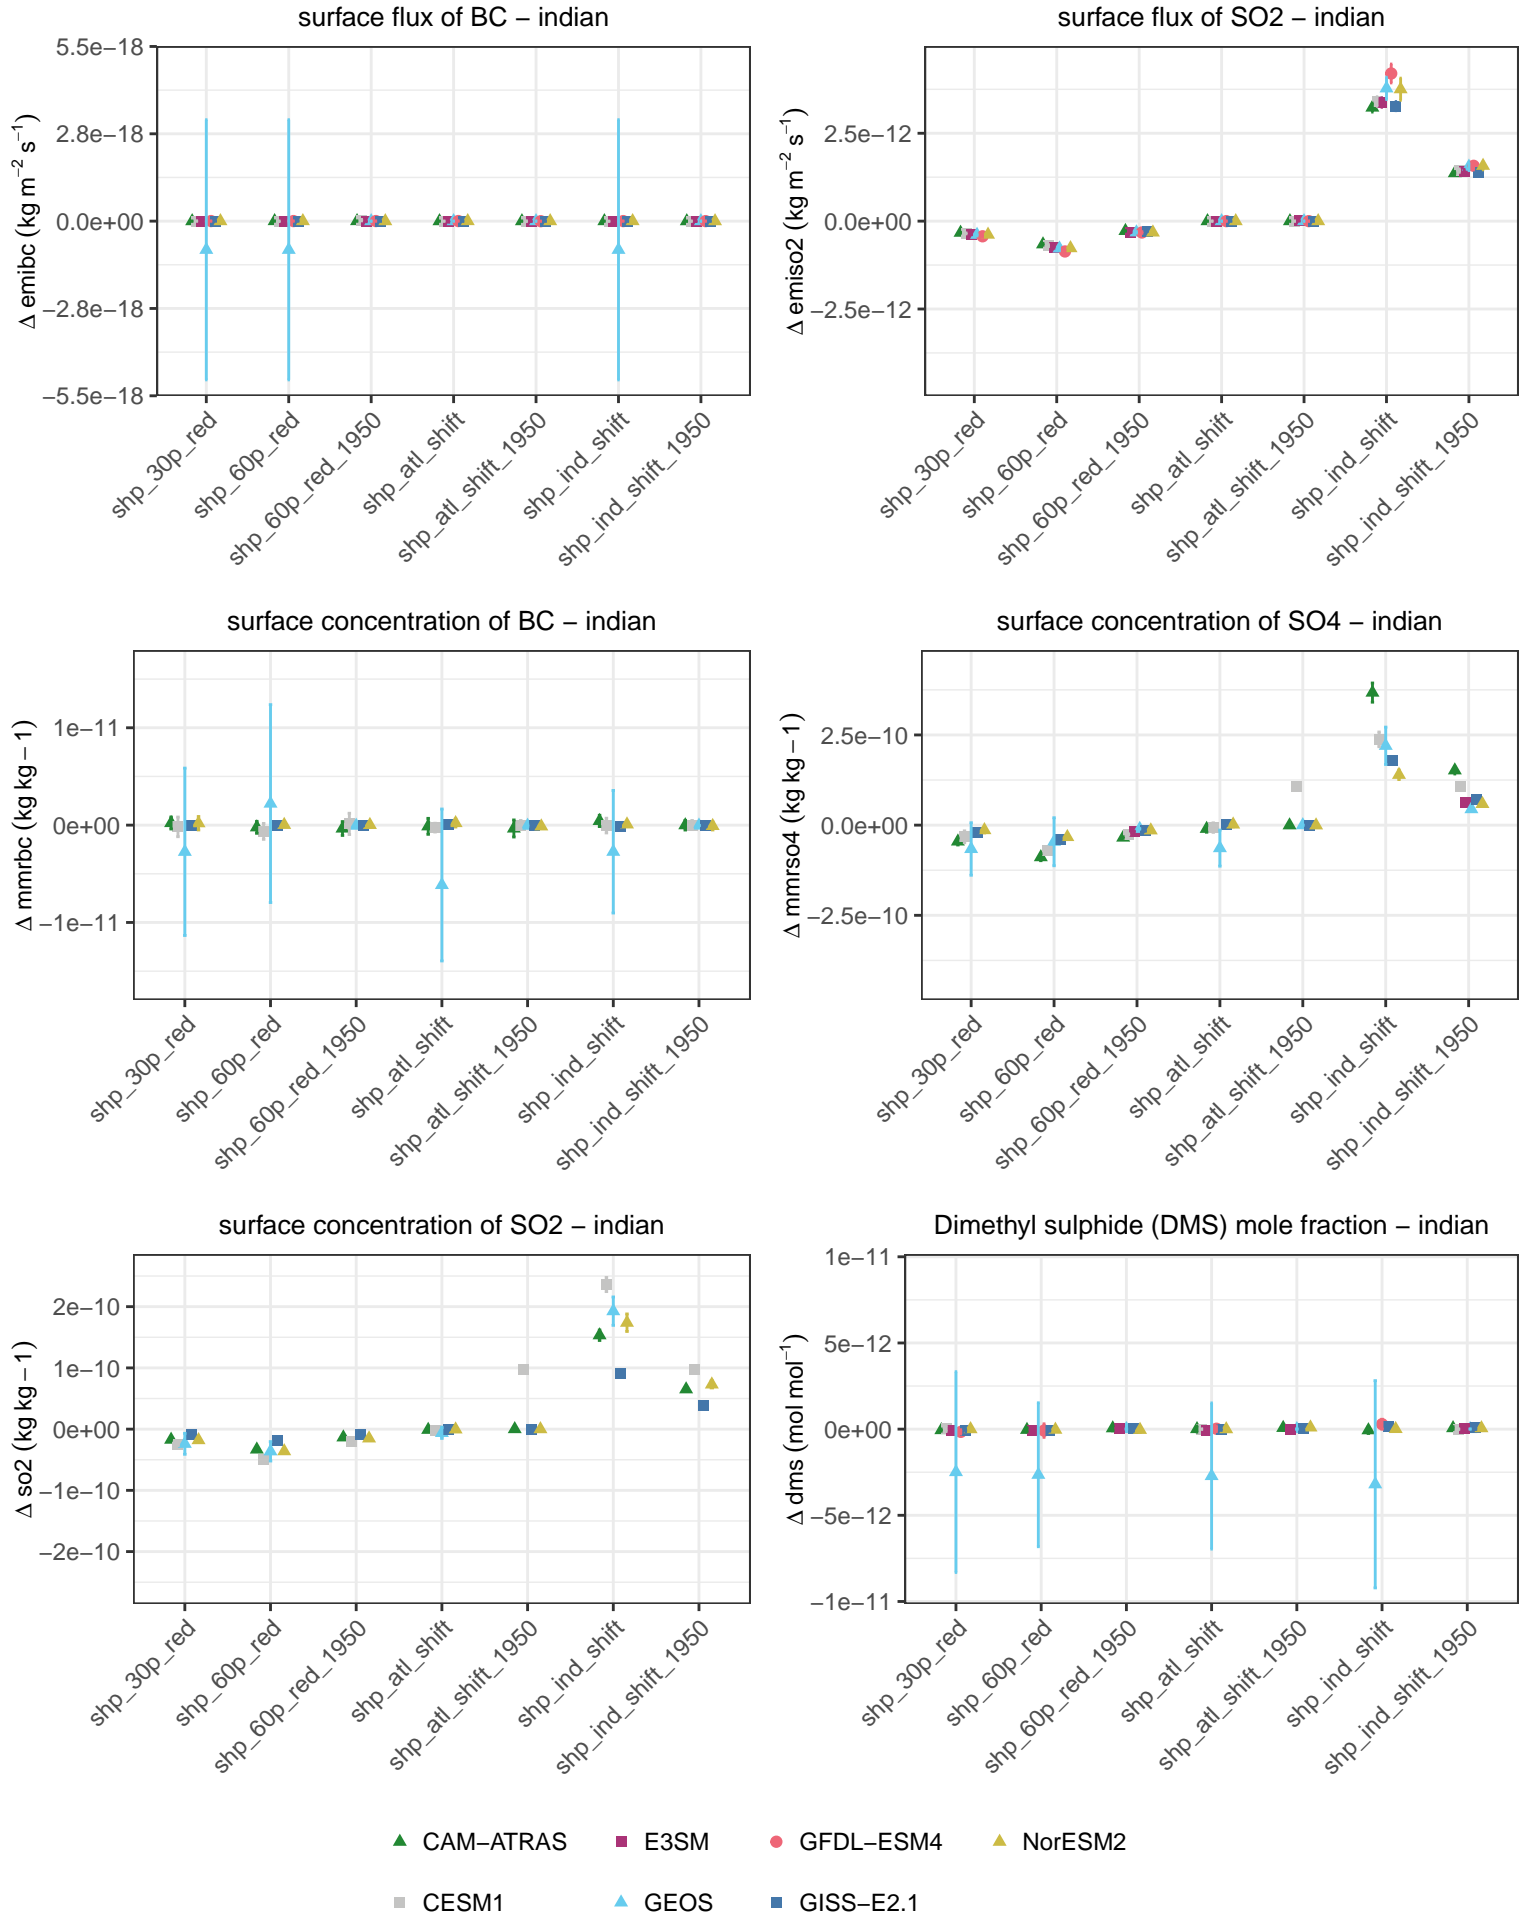 surface flux of BC − indian
5.5e−18
2.8e−18
0.0e+00
−2.8e−18
−5.5e−18
Δ emibc (kg m−2 s−1)
shp_30p_red
shp_60p_red
shp_60p_red_1950
shp_atl_shift
shp_atl_shift_1950
shp_ind_shift
shp_ind_shift_1950
surface flux of SO2 − indian
2.5e−12
0.0e+00
−2.5e−12
Δ emiso2 (kg m−2 s−1)
shp_30p_red
shp_60p_red
shp_60p_red_1950
shp_atl_shift
shp_atl_shift_1950
shp_ind_shift
shp_ind_shift_1950
surface concentration of BC − indian
1e−11
0e+00
−1e−11
Δ mmrbc (kg kg − 1)
shp_30p_red
shp_60p_red
shp_60p_red_1950
shp_atl_shift
shp_atl_shift_1950
shp_ind_shift
shp_ind_shift_1950
surface concentration of SO4 − indian
2.5e−10
0.0e+00
−2.5e−10
Δ mmrso4 (kg kg − 1)
shp_30p_red
shp_60p_red
shp_60p_red_1950
shp_atl_shift
shp_atl_shift_1950
shp_ind_shift
shp_ind_shift_1950
surface concentration of SO2 − indian
2e−10
1e−10
0e+00
−1e−10
−2e−10
Δ so2 (kg kg − 1)
shp_30p_red
shp_60p_red
shp_60p_red_1950
shp_atl_shift
shp_atl_shift_1950
shp_ind_shift
shp_ind_shift_1950
Dimethyl sulphide (DMS) mole fraction − indian
1e−11
5e−12
0e+00
−5e−12
−1e−11
Δ dms (mol mol−1)
shp_30p_red
shp_60p_red
shp_60p_red_1950
shp_atl_shift
shp_atl_shift_1950
shp_ind_shift
shp_ind_shift_1950
CAM−ATRAS E3SM GFDL−ESM4 NorESM2
CESM1 GEOS GISS−E2.1